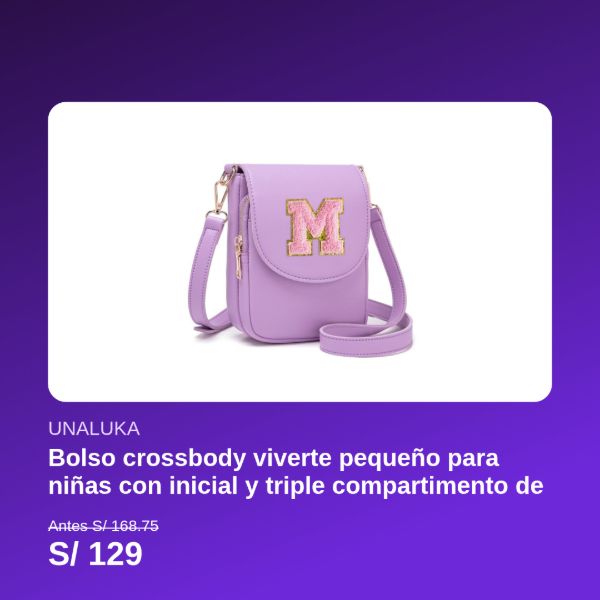 M
UNALUKA
Bolso crossbody viverte pequeño para
niñas con inicial y triple compartimento de
Antes S/ 168.75
S/ 129